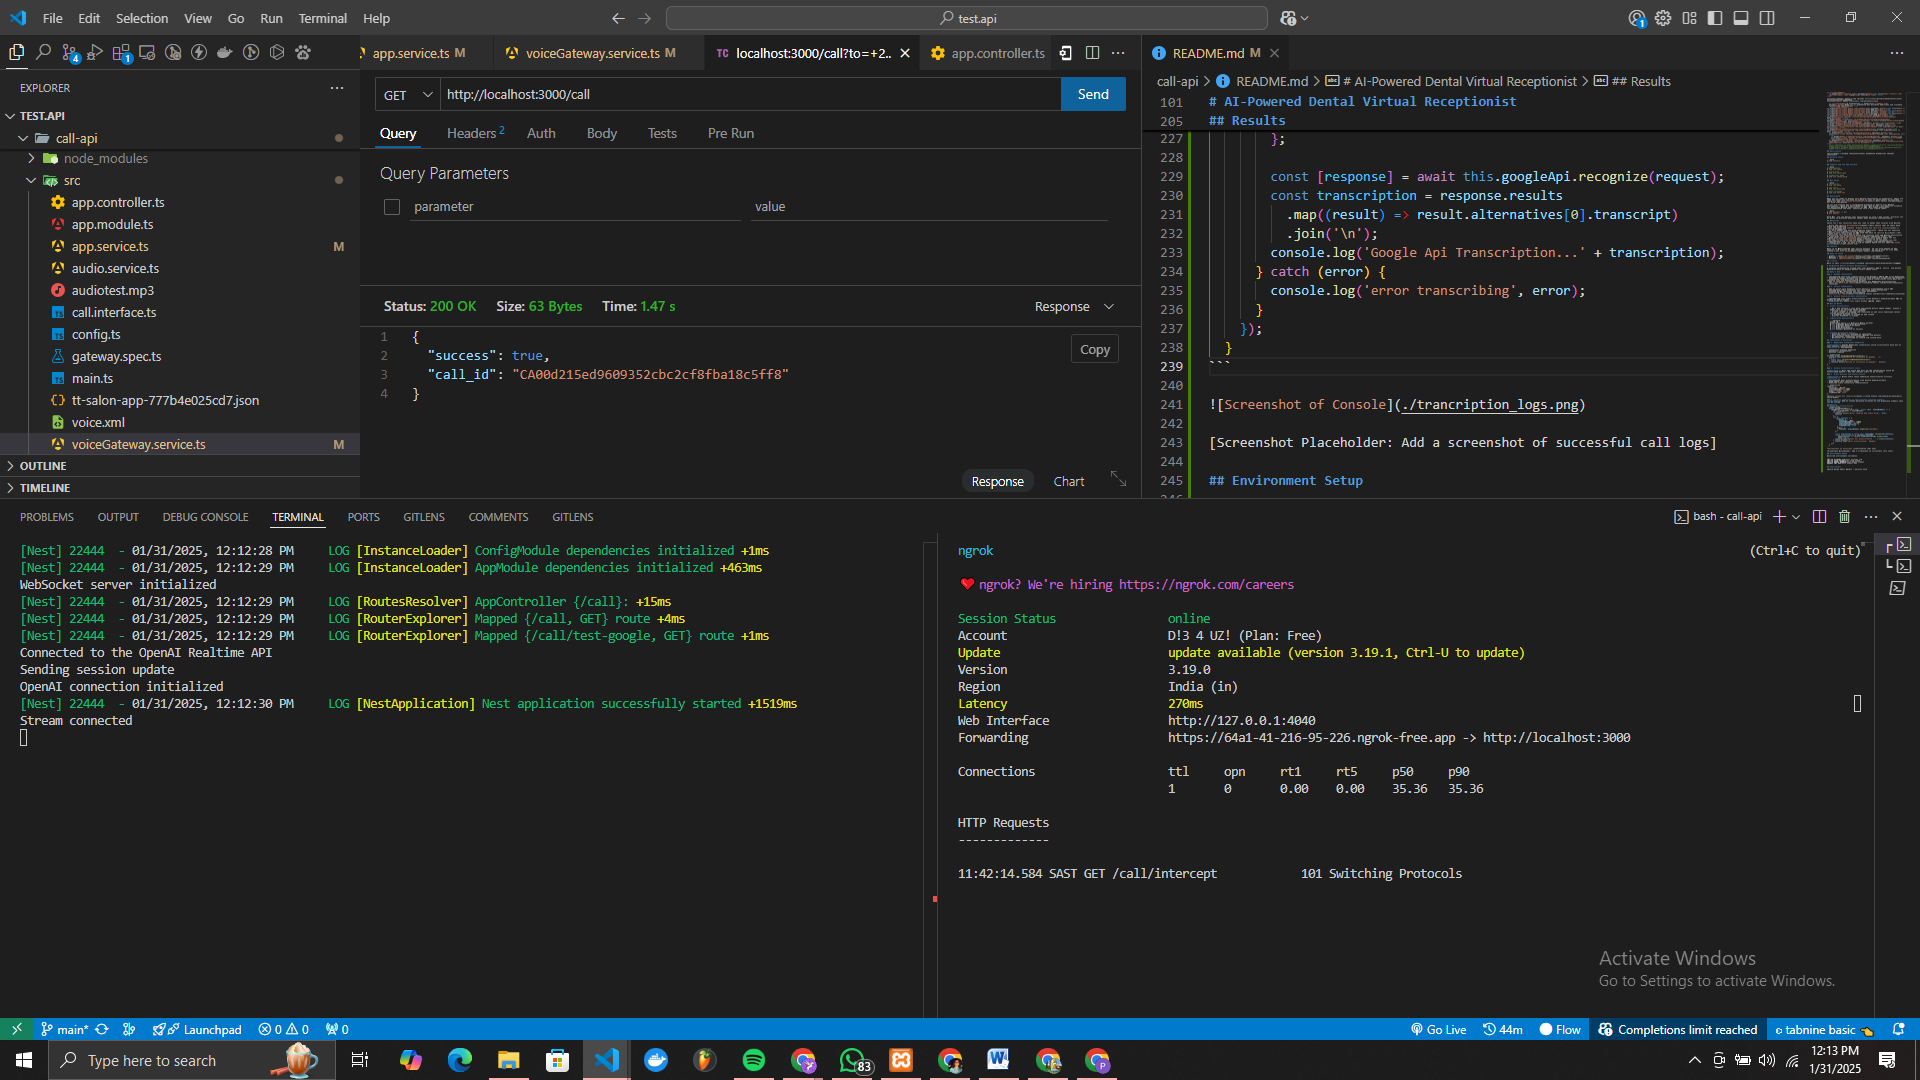 File Edit Selection View Go Run Terminal Help
test.api
1
4
1
app.service.ts M
voiceGateway.service.ts M
TC localhost:3000/call?to=+2..
app.controller.ts
README.md M
EXPLORER
TEST.API
call-api
node_modules
src
app.controller.ts
app.module.ts
app.service.ts M
audio.service.ts
audiotest.mp3
call.interface.ts
config.ts
gateway.spec.ts
main.ts
tt-salon-app-777b4e025cd7.json
voice.xml
voiceGateway.service.ts M
OUTLINE
TIMELINE
GET http://localhost:3000/call Send
Query Headers 2 Auth Body Tests Pre Run
Query Parameters
parameter value
Status: 200 OK Size: 63 Bytes Time: 1.47 s Response
1 {
2 "success": true,
3 "call_id": "CA00d215ed9609352cbc2cf8fba18c5ff8"
4 }
Copy
Response Chart
call-api > README.md > # AI-Powered Dental Virtual Receptionist > ## Results
101 # AI-Powered Dental Virtual Receptionist
205 ## Results
227 };
228
229 const [response] = await this.googleApi.recognize(request);
230 const transcription = response.results
231 .map((result) => result.alternatives[0].transcript)
232 .join('\n');
233 console.log('Google Api Transcription...' + transcription);
234 } catch (error) {
235 console.log('error transcribing', error);
236 }
237 });
238 }
239 ```
240
241 ![Screenshot of Console](./trancription_logs.png)
242
243 [Screenshot Placeholder: Add a screenshot of successful call logs]
244
245 ## Environment Setup
PROBLEMS OUTPUT DEBUG CONSOLE TERMINAL PORTS GITLENS COMMENTS GITLENS
bash - call-api
[Nest] 22444 - 01/31/2025, 12:12:28 PM LOG [InstanceLoader] ConfigModule dependencies initialized +1ms
[Nest] 22444 - 01/31/2025, 12:12:29 PM LOG [InstanceLoader] AppModule dependencies initialized +463ms
WebSocket server initialized
[Nest] 22444 - 01/31/2025, 12:12:29 PM LOG [RoutesResolver] AppController {/call}: +15ms
[Nest] 22444 - 01/31/2025, 12:12:29 PM LOG [RouterExplorer] Mapped {/call, GET} route +4ms
[Nest] 22444 - 01/31/2025, 12:12:29 PM LOG [RouterExplorer] Mapped {/call/test-google, GET} route +1ms
Connected to the OpenAI Realtime API
Sending session update
OpenAI connection initialized
[Nest] 22444 - 01/31/2025, 12:12:30 PM LOG [NestApplication] Nest application successfully started +1519ms
Stream connected
ngrok (Ctrl+C to quit)
ngrok? We're hiring https://ngrok.com/careers
Session Status online
Account D!3 4 UZ! (Plan: Free)
Update update available (version 3.19.1, Ctrl-U to update)
Version 3.19.0
Region India (in)
Latency 270ms
Web Interface http://127.0.0.1:4040
Forwarding https://64a1-41-216-95-226.ngrok-free.app -> http://localhost:3000
Connections ttl opn rt1 rt5 p50 p90
1 0 0.00 0.00 35.36 35.36
HTTP Requests
-------------
11:42:14.584 SAST GET /call/intercept 101 Switching Protocols
Activate Windows
Go to Settings to activate Windows.
main* Launchpad 0 0 0
Go Live 44m Flow Completions limit reached tabnine basic
Type here to search
83
12:13 PM
1/31/2025